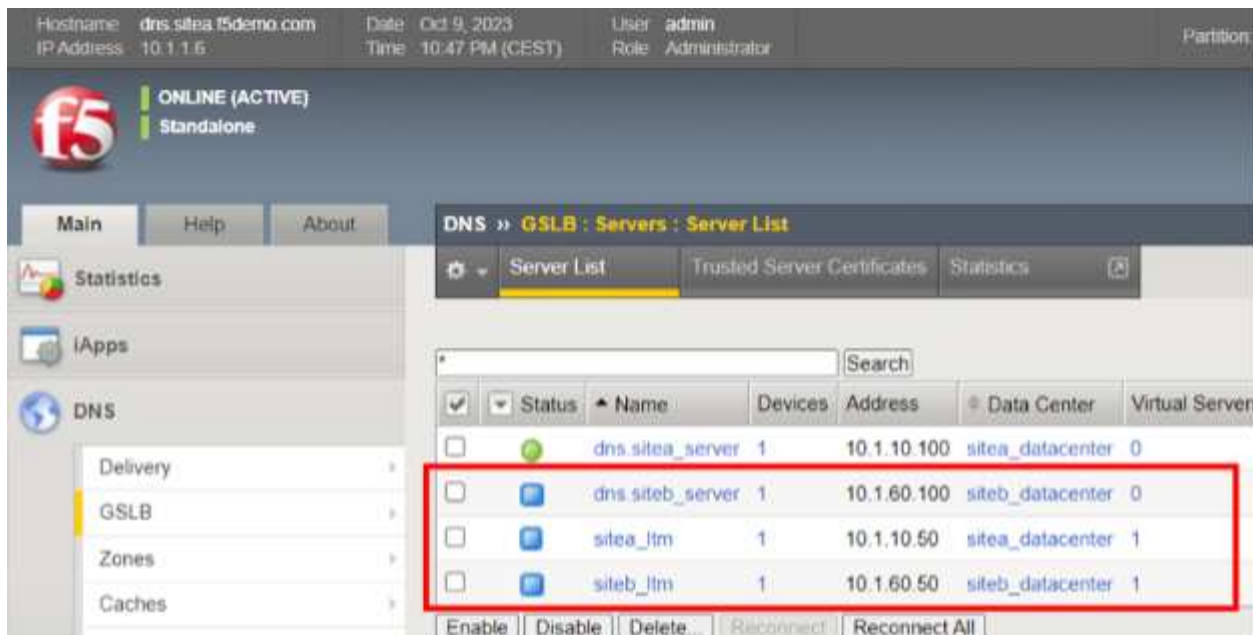 Hostname dns.sitea.f5demo.com Date Oct 9, 2023 User admin
IP Address 10.1.1.6 Time 10:47 PM (CEST) Role Administrator Partition:
f5
ONLINE (ACTIVE)
Standalone
Main Help About
DNS » GSLB : Servers : Server List
Server List Trusted Server Certificates Statistics
Statistics
iApps
DNS
Delivery
GSLB
Zones
Caches
* Search
Status Name Devices Address Data Center Virtual Server
dns.sitea_server 1 10.1.10.100 sitea_datacenter 0
dns.siteb_server 1 10.1.60.100 siteb_datacenter 0
sitea_ltm 1 10.1.10.50 sitea_datacenter 1
siteb_ltm 1 10.1.60.50 siteb_datacenter 1
Enable Disable Delete... Reconnect Reconnect All